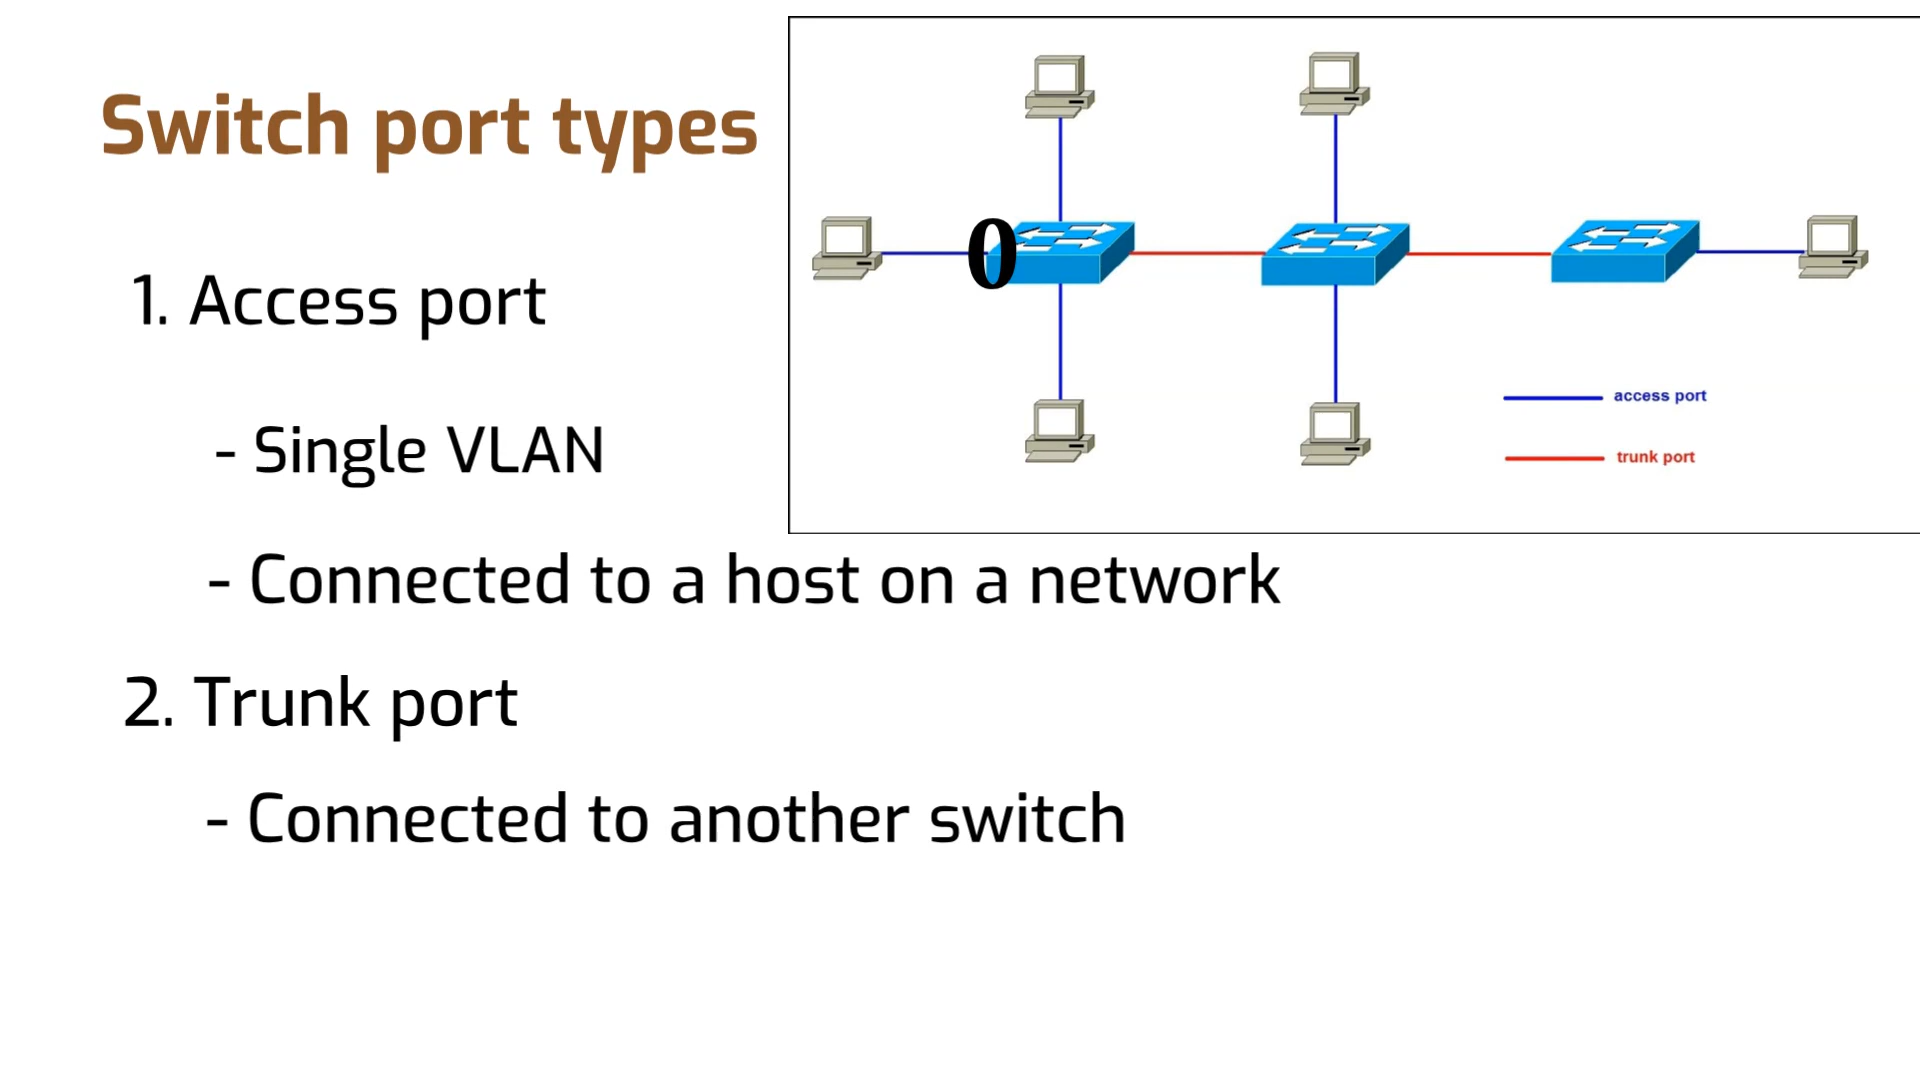 Switch port types
1. Access port
- Single VLAN
- Connected to a host on a network
2. Trunk port
- Connected to another switch
0
access port
trunk port